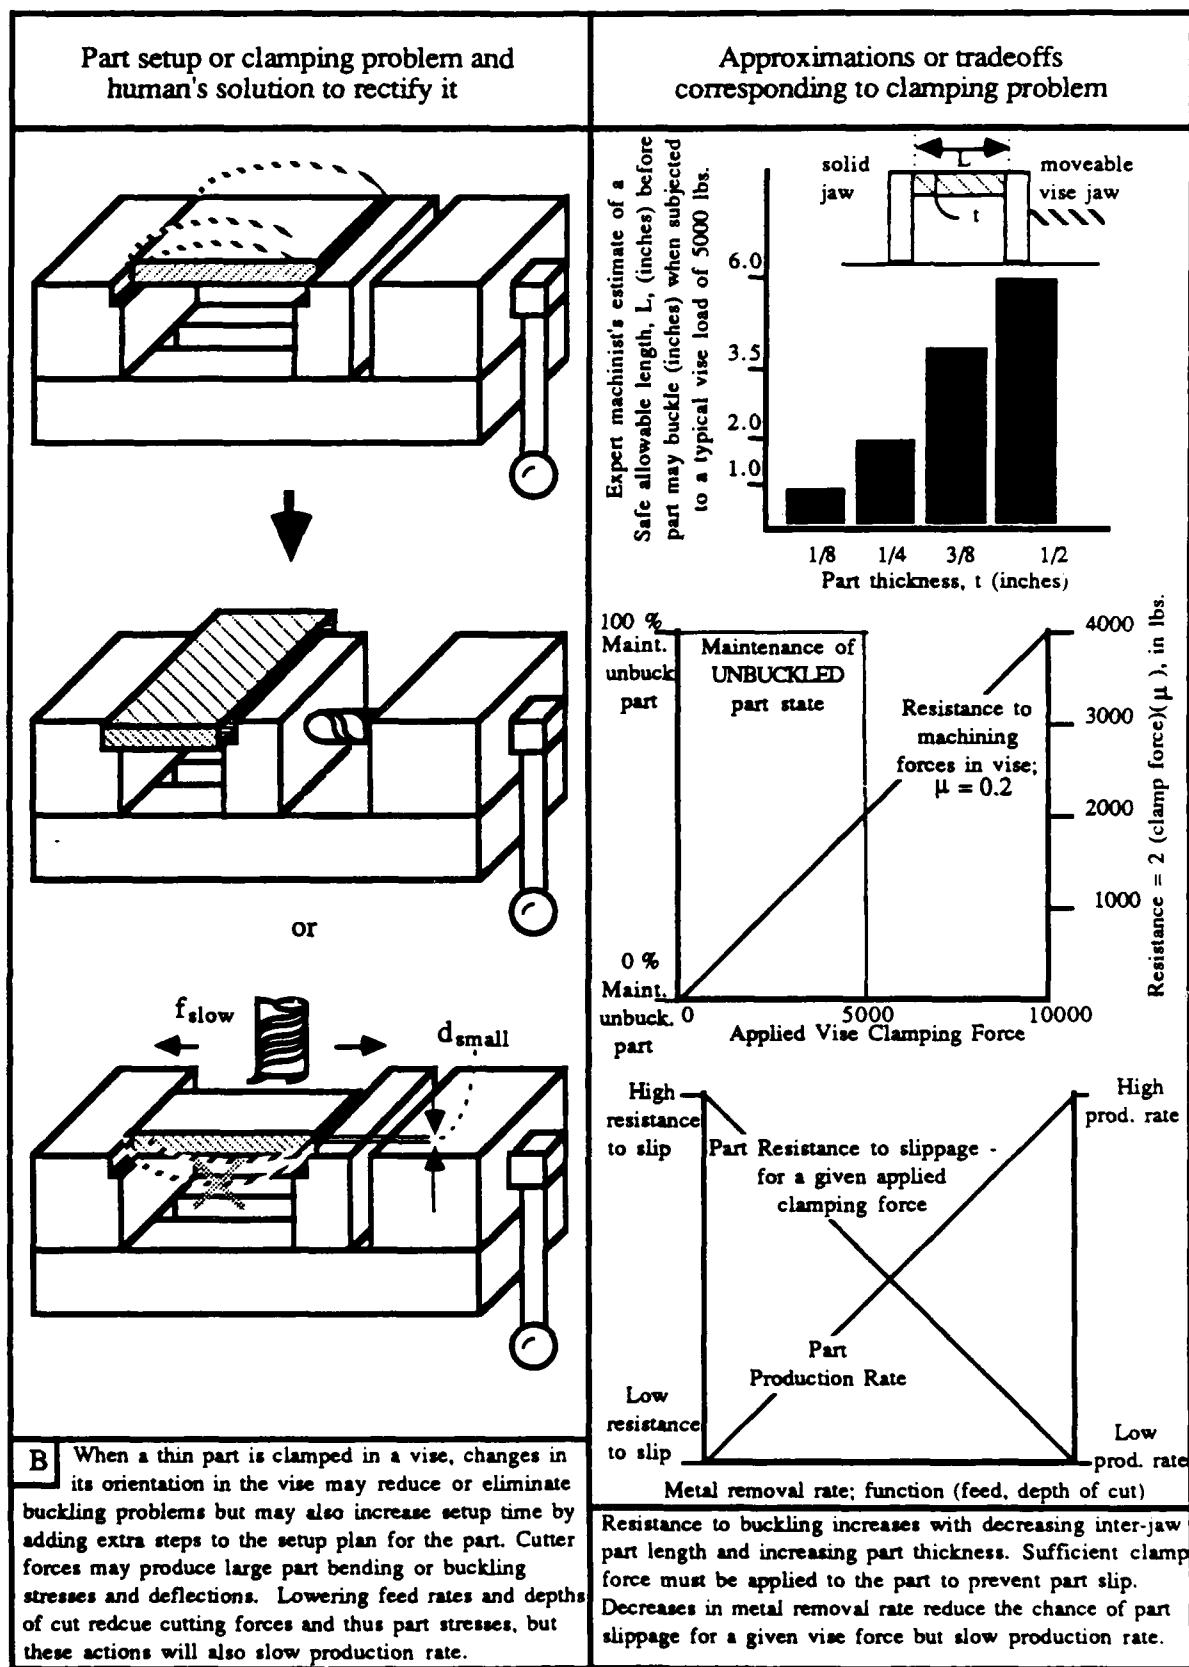 Part setup or clamping problem and
human's solution to rectify it
Approximations or tradeoffs
corresponding to clamping problem
Expert machinist's estimate of a
Safe allowable length, L, (inches) before
part may buckle (inches) when subjected
to a typical vise load of 5000 lbs.
solid
jaw
L
moveable
vise jaw
t
6.0
3.5
2.0
1.0
1/8 1/4 3/8 1/2
Part thickness, t (inches)
100 %
Maint.
unbuck
part
Maintenance of
UNBUCKLED
part state
Resistance to
machining
forces in vise;
μ = 0.2
4000
3000
2000
1000
Resistance = 2 (clamp force)(μ), in lbs.
0 %
Maint.
unbuck.
part
0 5000 10000
Applied Vise Clamping Force
or
f slow
d small
High
resistance
to slip
High
prod. rate
Part Resistance to slippage -
for a given applied
clamping force
Part
Production Rate
Low
resistance
to slip
Low
prod. rate
Metal removal rate; function (feed, depth of cut)
B When a thin part is clamped in a vise, changes in
its orientation in the vise may reduce or eliminate
buckling problems but may also increase setup time by
adding extra steps to the setup plan for the part. Cutter
forces may produce large part bending or buckling
stresses and deflections. Lowering feed rates and depths
of cut redcue cutting forces and thus part stresses, but
these actions will also slow production rate.
Resistance to buckling increases with decreasing inter-jaw
part length and increasing part thickness. Sufficient clamp
force must be applied to the part to prevent part slip.
Decreases in metal removal rate reduce the chance of part
slippage for a given vise force but slow production rate.